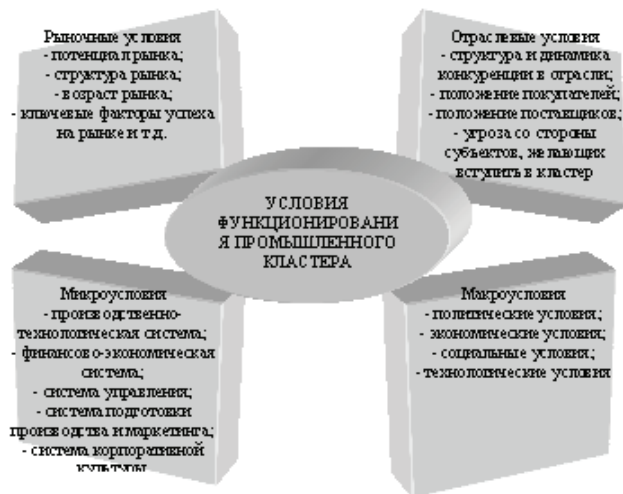 Рыночные условия
- потенциал рынка;
- структура рынка;
- возраст рынка;
- ключевые факторы успеха
на рынке и т.д.
Отраслевые условия
- структура и динамика
конкуренции в отрасли;
- положение покупателей;
- положение поставщиков;
- угроза со стороны
субъектов, желающих
вступить в кластер
УСЛОВИЯ
ФУНКЦИОНИРОВАНИ
Я ПРОМЫШЛЕННОГО
КЛАСТЕРА
Микроусловия
- производственно-
технологическая система;
- финансово-экономическая
система;
- система управления;
- система подготовки
производства и маркетинга;
- система корпоративной
культуры
Макроусловия
- политические условия;
- экономические условия;
- социальные условия;
- технологические условия